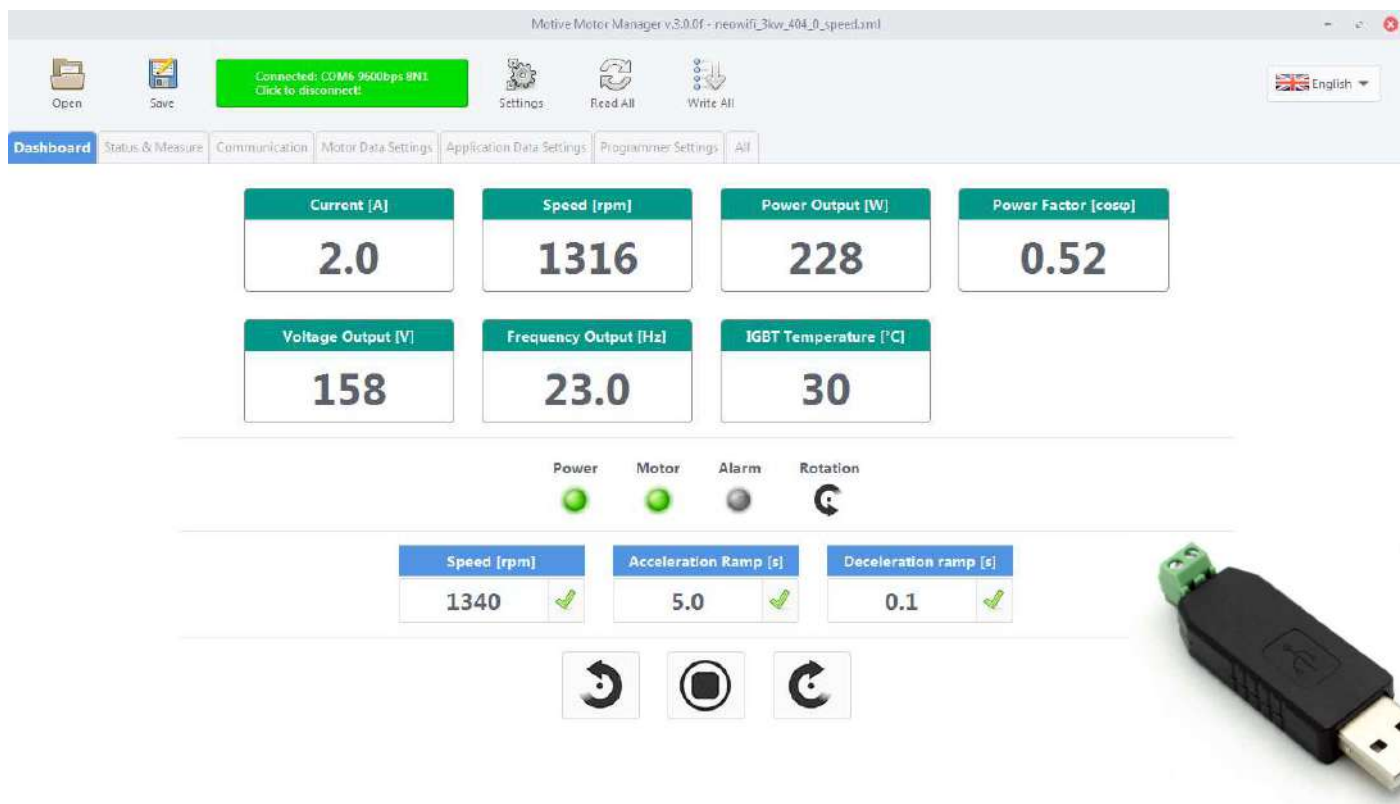 Motive Motor Manager v.3.0.0f - neowifi_3kw_404_0_speed.xml
Open
Save
Connected: COM6 9600bps 8N1
Click to disconnect!
Settings
Read All
Write All
English
Dashboard
Status & Measure
Communication
Motor Data Settings
Application Data Settings
Programmer Settings
All
Current [A]
Speed [rpm]
Power Output [W]
Power Factor [cosφ]
2.0
1316
228
0.52
Voltage Output [V]
Frequency Output [Hz]
IGBT Temperature [°C]
158
23.0
30
Power
Motor
Alarm
Rotation
Speed [rpm]
Acceleration Ramp [s]
Deceleration ramp [s]
1340
5.0
0.1